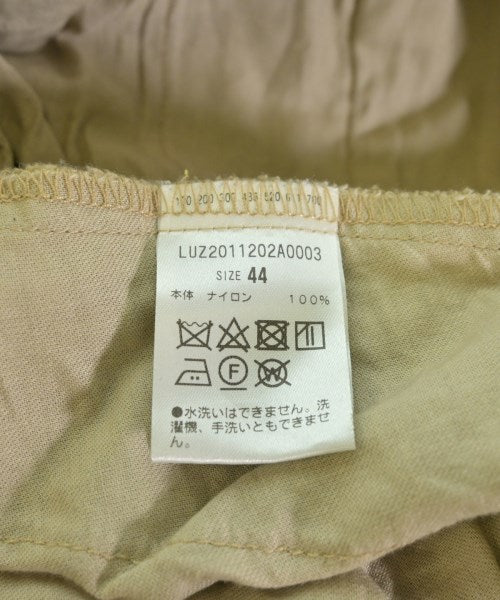 LUZ2011202A0003
SIZE 44
本体 ナイロン 100%
F
W
●水洗いはできません。洗
濯機、手洗いともできませ
ん。